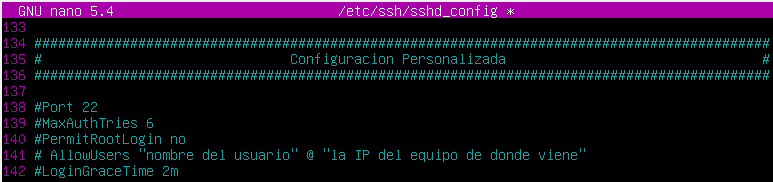 GNU nano 5.4 /etc/ssh/sshd_config *
133
134 ##############################################################################################
135 # Configuracion Personalizada #
136 ##############################################################################################
137
138 #Port 22
139 #MaxAuthTries 6
140 #PermitRootLogin no
141 # AllowUsers "nombre del usuario" @ "la IP del equipo de donde viene"
142 #LoginGraceTime 2m